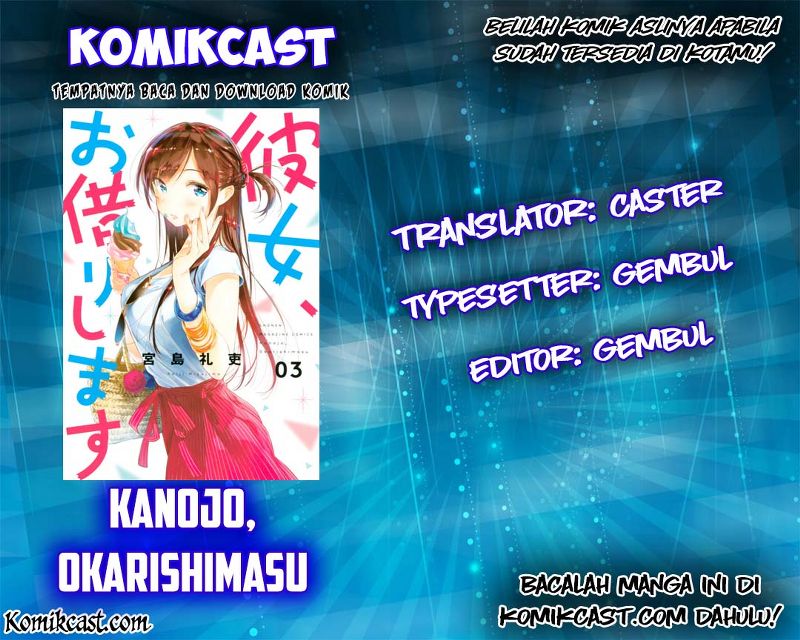 KOMIKCAST
TEMPATNYA BACA DAN DOWNLOAD KOMIK
BELILAH KOMIK ASLINYA APABILA
SUDAH TERSEDIA DI KOTAMU!
彼女、
お借りします
宮島礼吏
03
TRANSLATOR: CASTER
TYPESETTER: GEMBUL
EDITOR: GEMBUL
KANOJO,
OKARISHIMASU
BACALAH MANGA INI DI
KOMIKCAST.COM DAHULU!
Komikcast.com